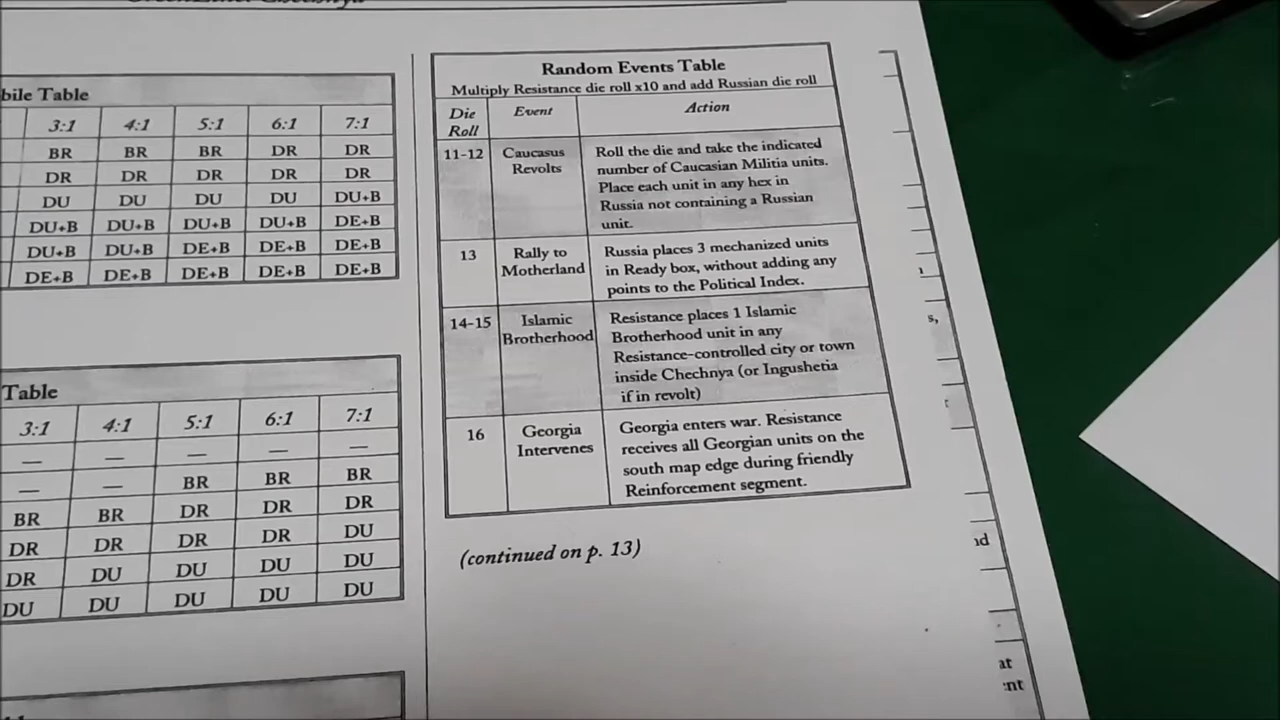 bile Table
3:1 4:1 5:1 6:1 7:1
BR BR BR DR DR
DR DR DR DR DR
DU DU DU DU DU+B
DU+B DU+B DU+B DU+B DE+B
DU+B DU+B DE+B DE+B DE+B
DE+B DE+B DE+B DE+B DE+B
Table
3:1 4:1 5:1 6:1 7:1
— — — — —
— — BR BR BR
BR BR DR DR DR
DR DR DR DR DU
DR DU DU DU DU
DU DU DU DU DU
Random Events Table
Multiply Resistance die roll x10 and add Russian die roll
Die
Roll
Event
Action
11-12
Caucasus
Revolts
Roll the die and take the indicated
number of Caucasian Militia units.
Place each unit in any hex in
Russia not containing a Russian
unit.
13
Rally to
Motherland
Russia places 3 mechanized units
in Ready box, without adding any
points to the Political Index.
14-15
Islamic
Brotherhood
Resistance places 1 Islamic
Brotherhood unit in any
Resistance-controlled city or town
inside Chechnya (or Ingushetia
if in revolt)
16
Georgia
Intervenes
Georgia enters war. Resistance
receives all Georgian units on the
south map edge during friendly
Reinforcement segment.
(continued on p. 13)
s,
nd
at
nt